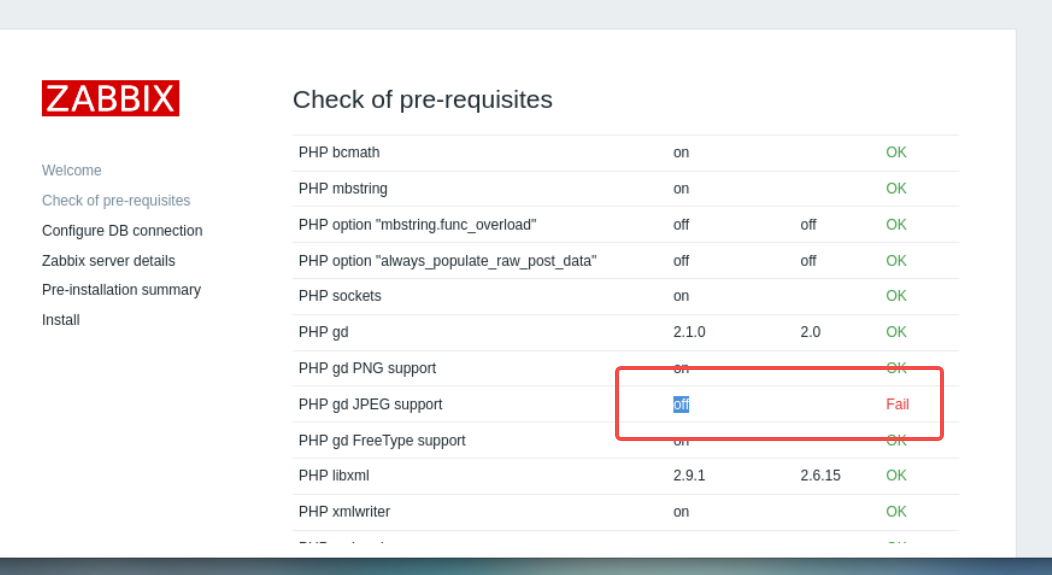 ZABBIX
Welcome
Check of pre-requisites
Configure DB connection
Zabbix server details
Pre-installation summary
Install
Check of pre-requisites
PHP bcmath on OK
PHP mbstring on OK
PHP option "mbstring.func_overload" off off OK
PHP option "always_populate_raw_post_data" off off OK
PHP sockets on OK
PHP gd 2.1.0 2.0 OK
PHP gd PNG support on OK
PHP gd JPEG support off Fail
PHP gd FreeType support on OK
PHP libxml 2.9.1 2.6.15 OK
PHP xmlwriter on OK